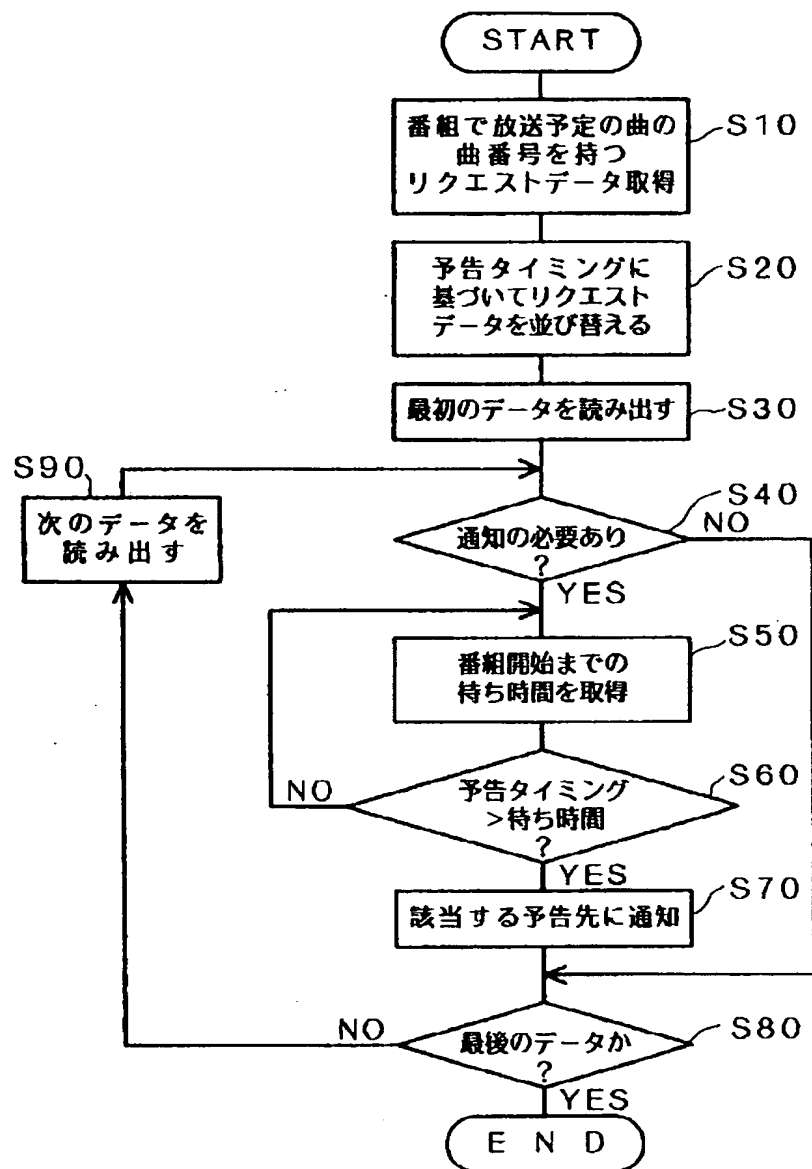 START
番組で放送予定の曲の
曲番号を持つ
リクエストデータ取得
S10
予告タイミングに
基づいてリクエスト
データを並び替える
S20
最初のデータを読み出す
S30
S90
次のデータを
読み出す
S40
通知の必要あり
?
NO
YES
S50
番組開始までの
待ち時間を取得
S60
予告タイミング
>待ち時間
?
NO
YES
S70
該当する予告先に通知
S80
最後のデータか
?
NO
YES
END